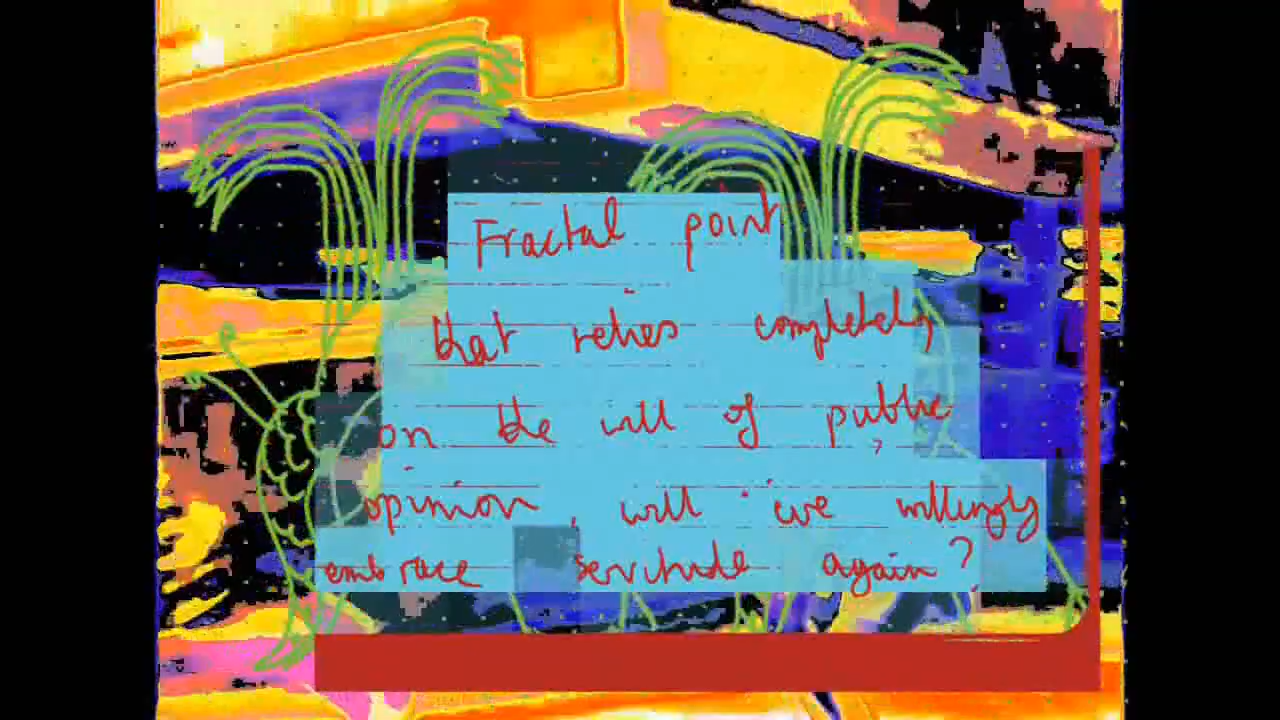 Fractal point
that relies completely
on the will of public
opinion, will we willingly
embrace servitude again?